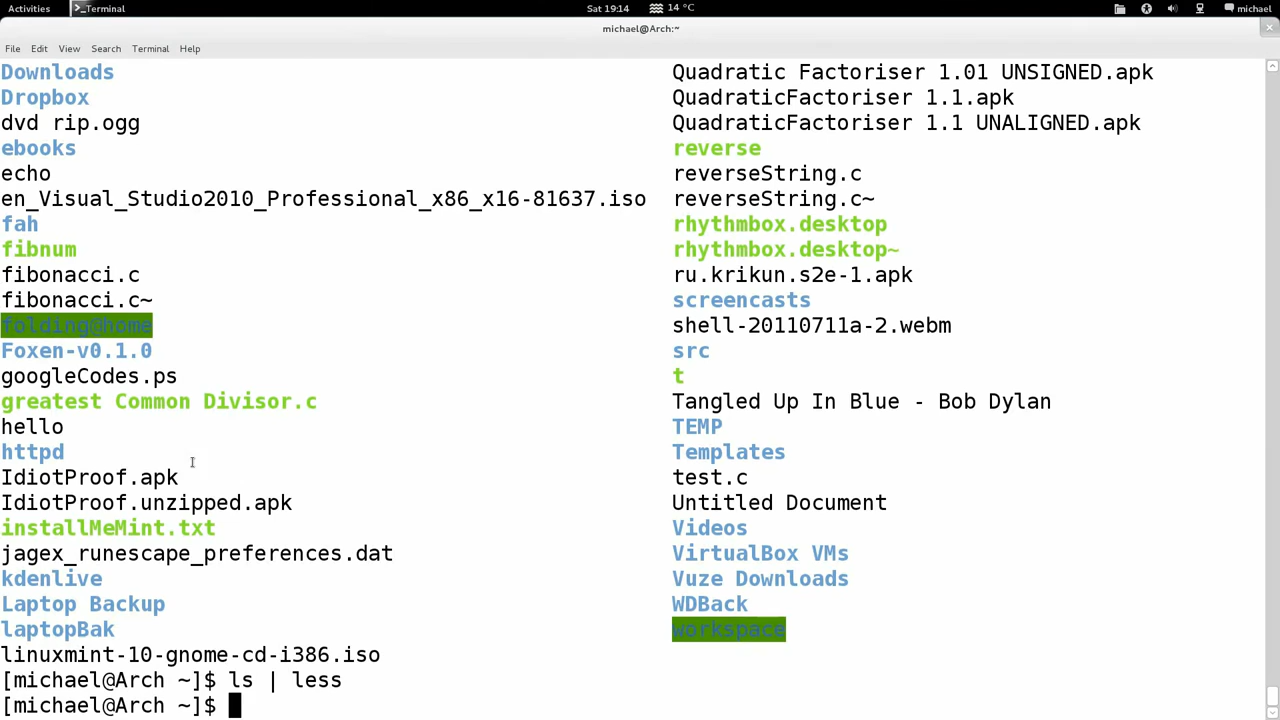 Activities Terminal Sat 19:14 14 °C michael
michael@Arch:~
File Edit View Search Terminal Help
Downloads Quadratic Factoriser 1.01 UNSIGNED.apk
Dropbox QuadraticFactoriser 1.1.apk
dvd rip.ogg QuadraticFactoriser 1.1 UNALIGNED.apk
ebooks reverse
echo reverseString.c
en_Visual_Studio2010_Professional_x86_x16-81637.iso reverseString.c~
fah rhythmbox.desktop
fibnum rhythmbox.desktop~
fibonacci.c ru.krikun.s2e-1.apk
fibonacci.c~ screencasts
folding@home shell-20110711a-2.webm
Foxen-v0.1.0 src
googleCodes.ps t
greatest Common Divisor.c Tangled Up In Blue - Bob Dylan
hello TEMP
httpd Templates
IdiotProof.apk test.c
IdiotProof.unzipped.apk Untitled Document
installMeMint.txt Videos
jagex_runescape_preferences.dat VirtualBox VMs
kdenlive Vuze Downloads
Laptop Backup WDBack
laptopBak workspace
linuxmint-10-gnome-cd-i386.iso
[michael@Arch ~]$ ls | less
[michael@Arch ~]$